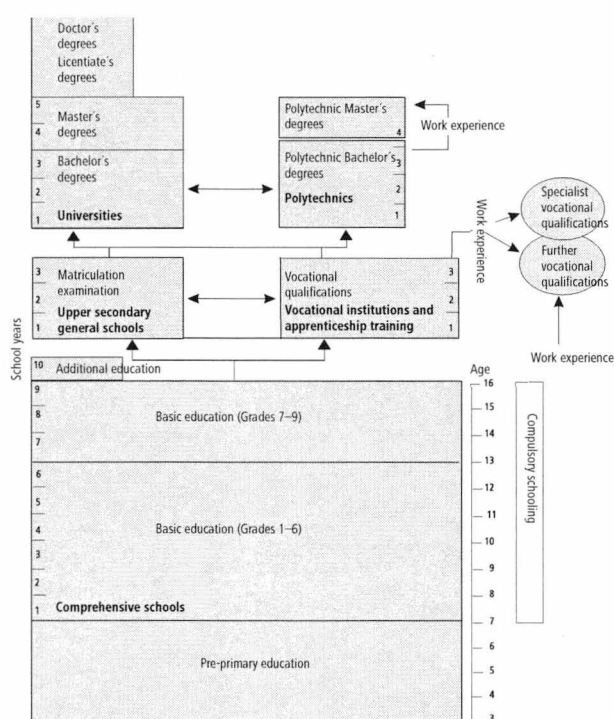 Doctor´s
degrees
Licentiate´s
degrees
5
4
Master´s
degrees
3
2
1
Bachelor´s
degrees
Universities
Polytechnic Master´s
degrees
4
Work experience
Polytechnic Bachelor´s
degrees
Polytechnics
3
2
1
Work experience
Specialist
vocational
qualifications
Further
vocational
qualifications
Work experience
3
2
1
Matriculation
examination
Upper secondary
general schools
Vocational
qualifications
Vocational institutions and
apprenticeship training
3
2
1
School years
10 Additional education
9
8
7
Basic education (Grades 7–9)
6
5
4
3
2
1
Basic education (Grades 1–6)
Comprehensive schools
Pre-primary education
Age
16
15
14
13
12
11
10
9
8
7
6
5
4
3
Compulsory schooling